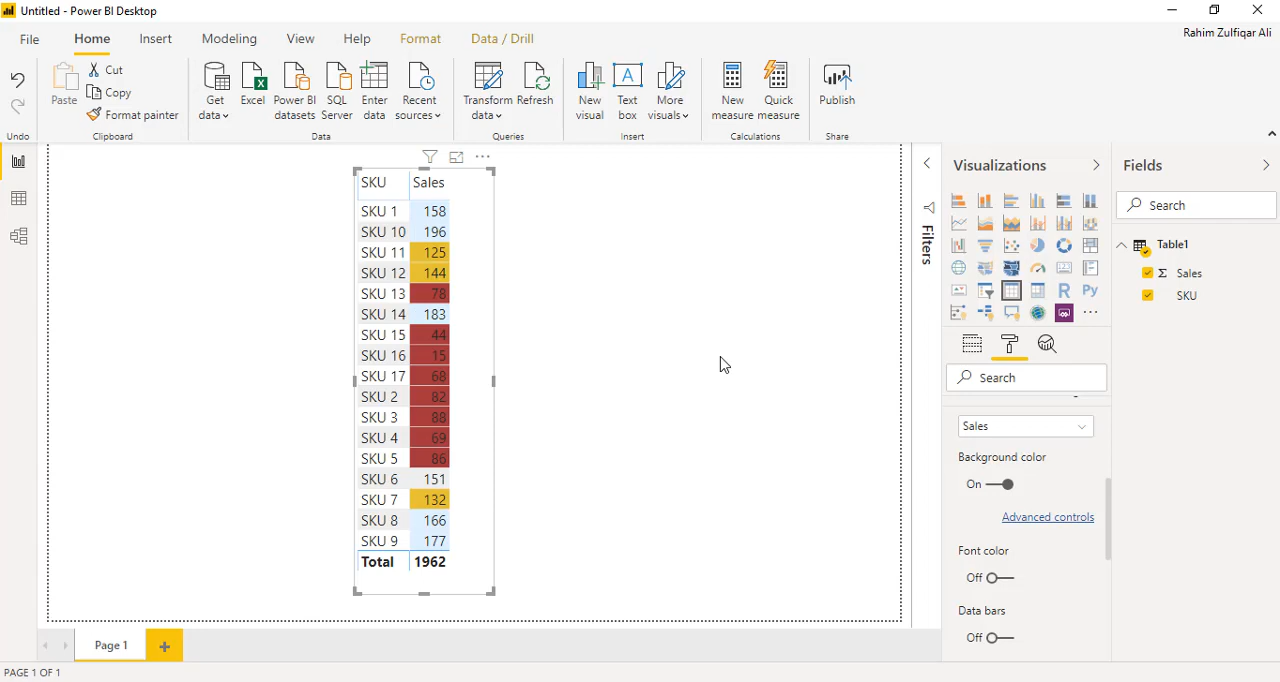 Untitled - Power BI Desktop
Rahim Zulfiqar Ali
File Home Insert Modeling View Help Format Data / Drill
Undo
Paste
Cut
Copy
Format painter
Clipboard
Get data
Excel
Power BI datasets
SQL Server
Enter data
Recent sources
Data
Transform data
Refresh
Queries
New visual
Text box
More visuals
Insert
New measure
Quick measure
Calculations
Publish
Share
SKU Sales
SKU 1 158
SKU 10 196
SKU 11 125
SKU 12 144
SKU 13 78
SKU 14 183
SKU 15 44
SKU 16 15
SKU 17 68
SKU 2 82
SKU 3 88
SKU 4 69
SKU 5 86
SKU 6 151
SKU 7 132
SKU 8 166
SKU 9 177
Total 1962
Filters
Visualizations
R Py
Search
Sales
Background color
On
Advanced controls
Font color
Off
Data bars
Off
Fields
Search
Table1
Σ Sales
SKU
Page 1
PAGE 1 OF 1